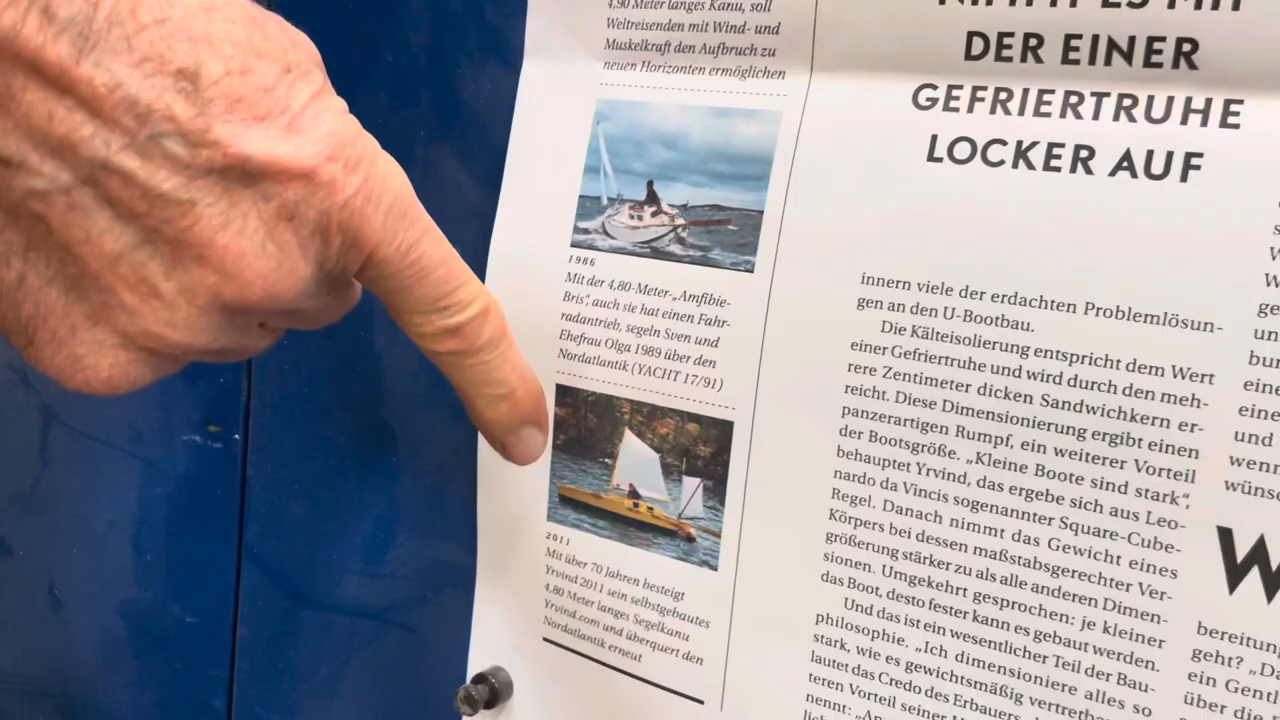 4,90 Meter langes Kanu, soll
Weltreisenden mit Wind- und
Muskelkraft den Aufbruch zu
neuen Horizonten ermöglichen
1986
Mit der 4,80-Meter-„Amfibie-
Bris“, auch sie hat einen Fahr-
radantrieb, segeln Sven und
Ehefrau Olga 1989 über den
Nordatlantik (YACHT 17/91)
2011
Mit über 70 Jahren besteigt
Yrvind 2011 sein selbstgebautes
4,80 Meter langes Segelkanu
Yrvind.com und überquert den
Nordatlantik erneut
NIMMT ES MIT
DER EINER
GEFRIERTRUHE
LOCKER AUF
innern viele der erdachten Problemlösun-
gen an den U-Bootbau.
Die Kälteisolierung entspricht dem Wert
einer Gefriertruhe und wird durch den meh-
rere Zentimeter dicken Sandwichkern er-
reicht. Diese Dimensionierung ergibt einen
panzerartigen Rumpf, ein weiterer Vorteil
der Bootsgröße. „Kleine Boote sind stark“,
behauptet Yrvind, das ergebe sich aus Leo-
nardo da Vincis sogenannter Square-Cube-
Regel. Danach nimmt das Gewicht eines
Körpers bei dessen maßstabsgerechter Ver-
größerung stärker zu als alle anderen Dimen-
sionen. Umgekehrt gesprochen: je kleiner
das Boot, desto fester kann es gebaut werden.
Und das ist ein wesentlicher Teil der Bau-
philosophie. „Ich dimensioniere alles so
stark, wie es gewichtsmäßig vertretbar
lautet das Credo des Erbauers
teren Vorteil seiner
nennt:
und
wenn
wünsc
W
bereitung
geht? „Da
ein Gentl
über die